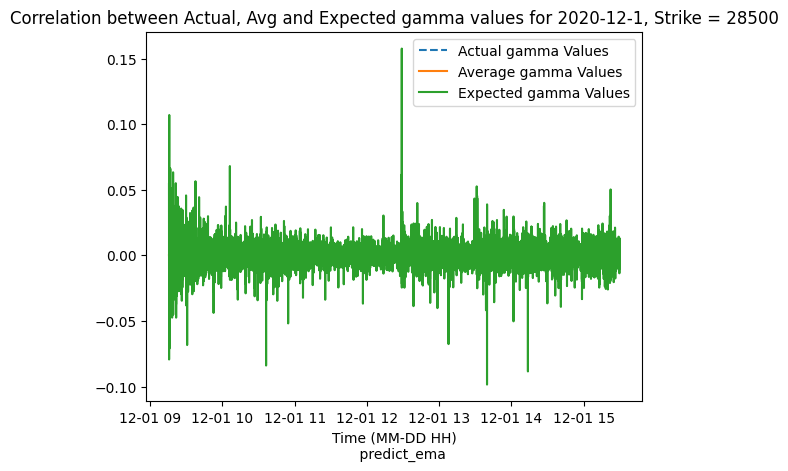 Correlation between Actual, Avg and Expected gamma values for 2020-12-1, Strike = 28500
Actual gamma Values
Average gamma Values
Expected gamma Values
0.15
0.10
0.05
0.00
−0.05
−0.10
12-01 09 12-01 10 12-01 11 12-01 12 12-01 13 12-01 14 12-01 15
Time (MM-DD HH)
predict_ema